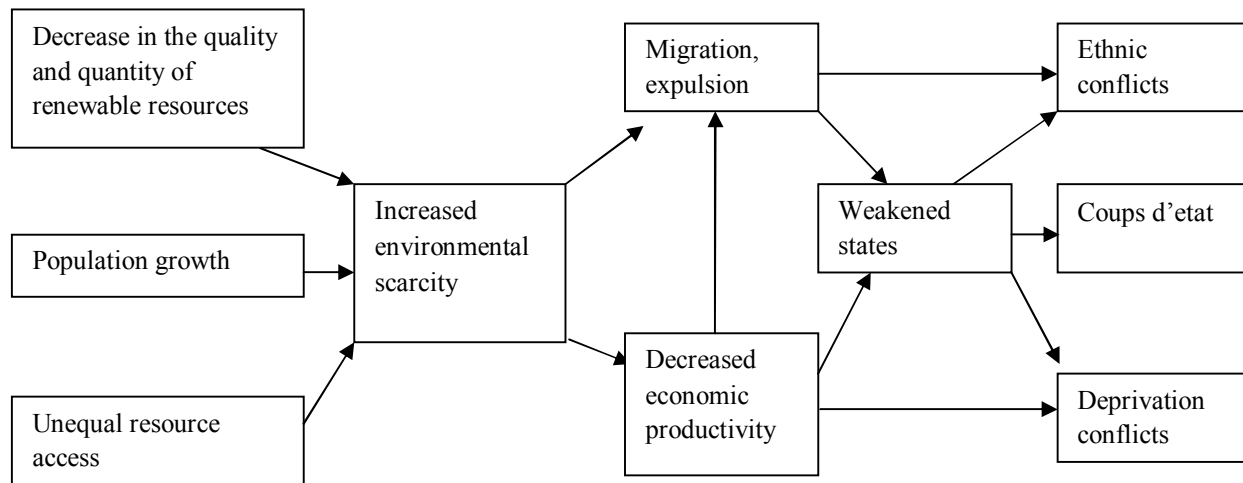 Decrease in the quality
and quantity of
renewable resources
Population growth
Unequal resource
access
Increased
environmental
scarcity
Migration,
expulsion
Decreased
economic
productivity
Weakened
states
Ethnic
conflicts
Coups d’etat
Deprivation
conflicts